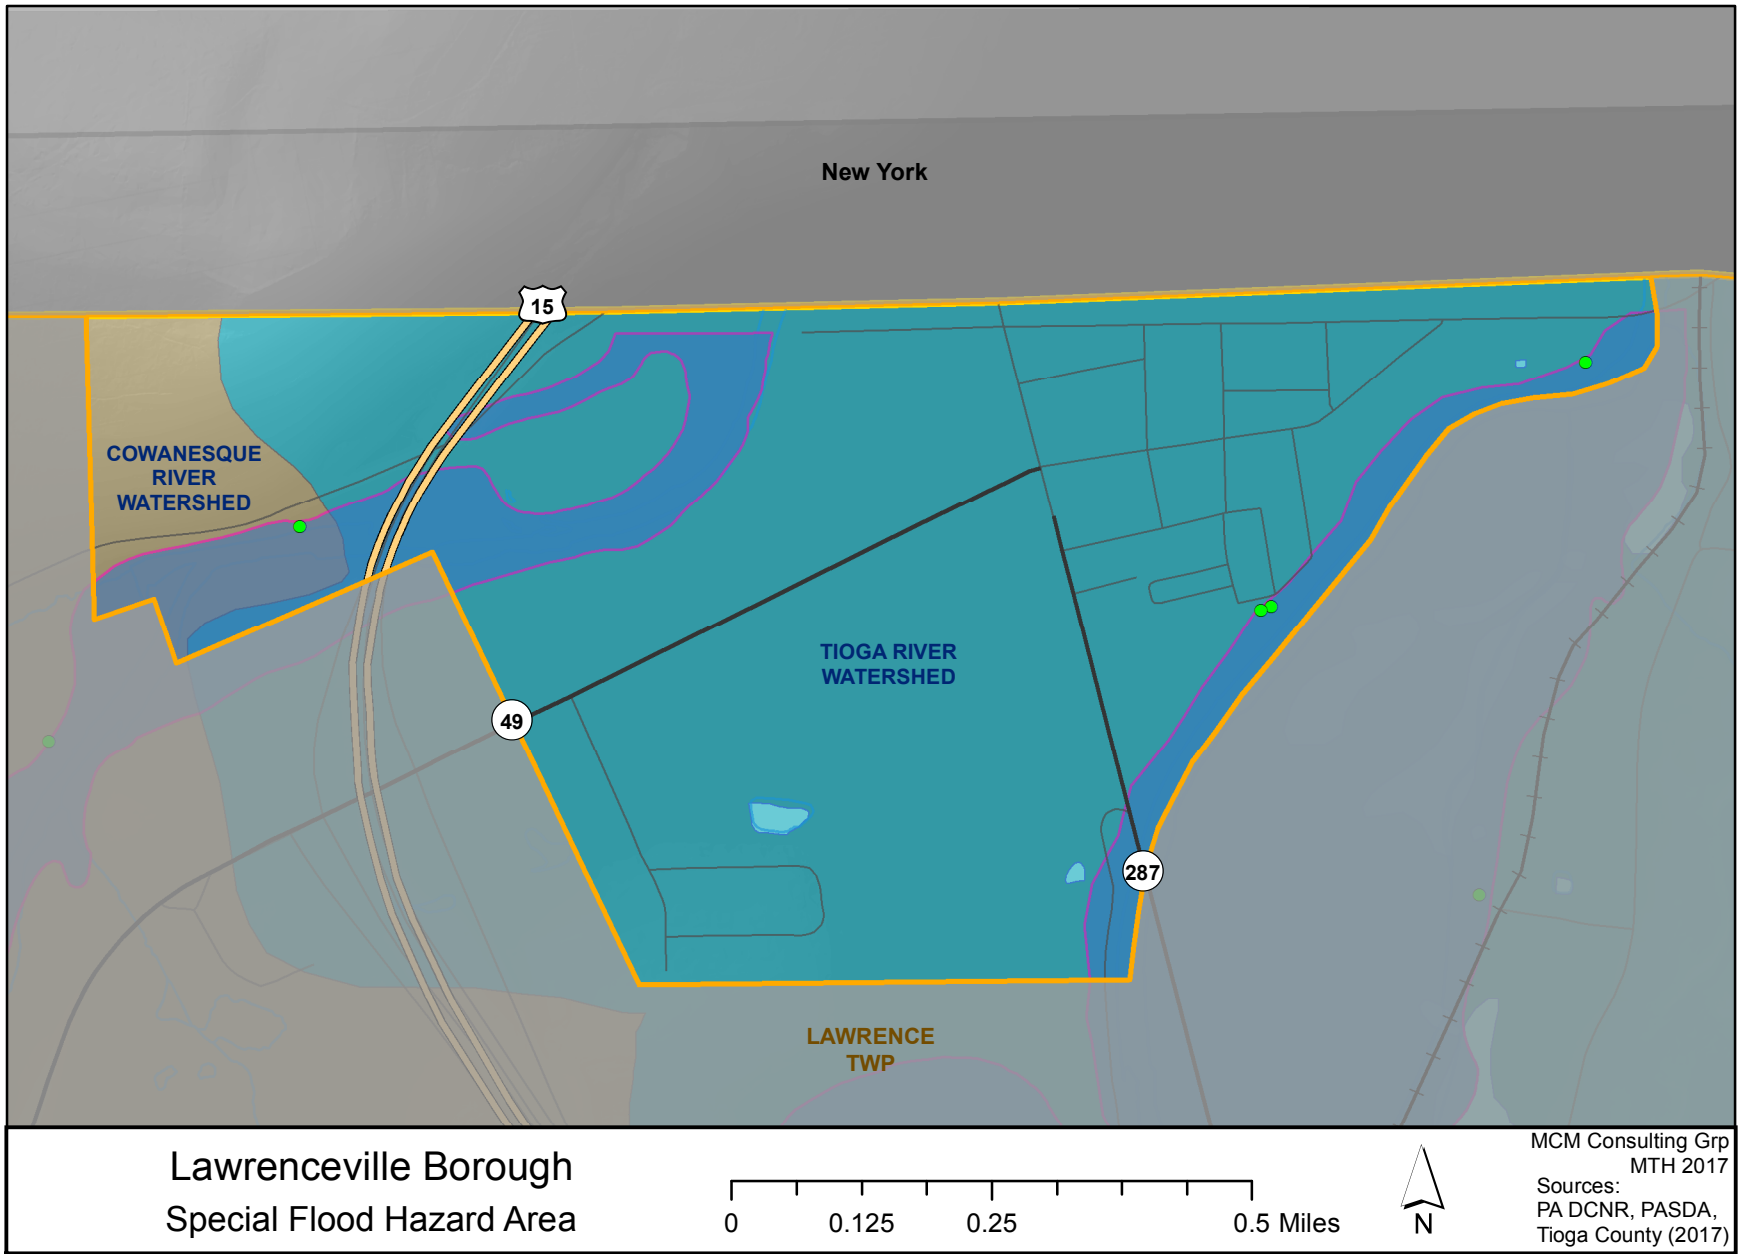 New York
15
COWANESQUE
RIVER
WATERSHED
TIOGA RIVER
WATERSHED
49
287
LAWRENCE
TWP
Lawrenceville Borough
Special Flood Hazard Area
0 0.125 0.25 0.5 Miles
N
MCM Consulting Grp
MTH 2017
Sources:
PA DCNR, PASDA,
Tioga County (2017)